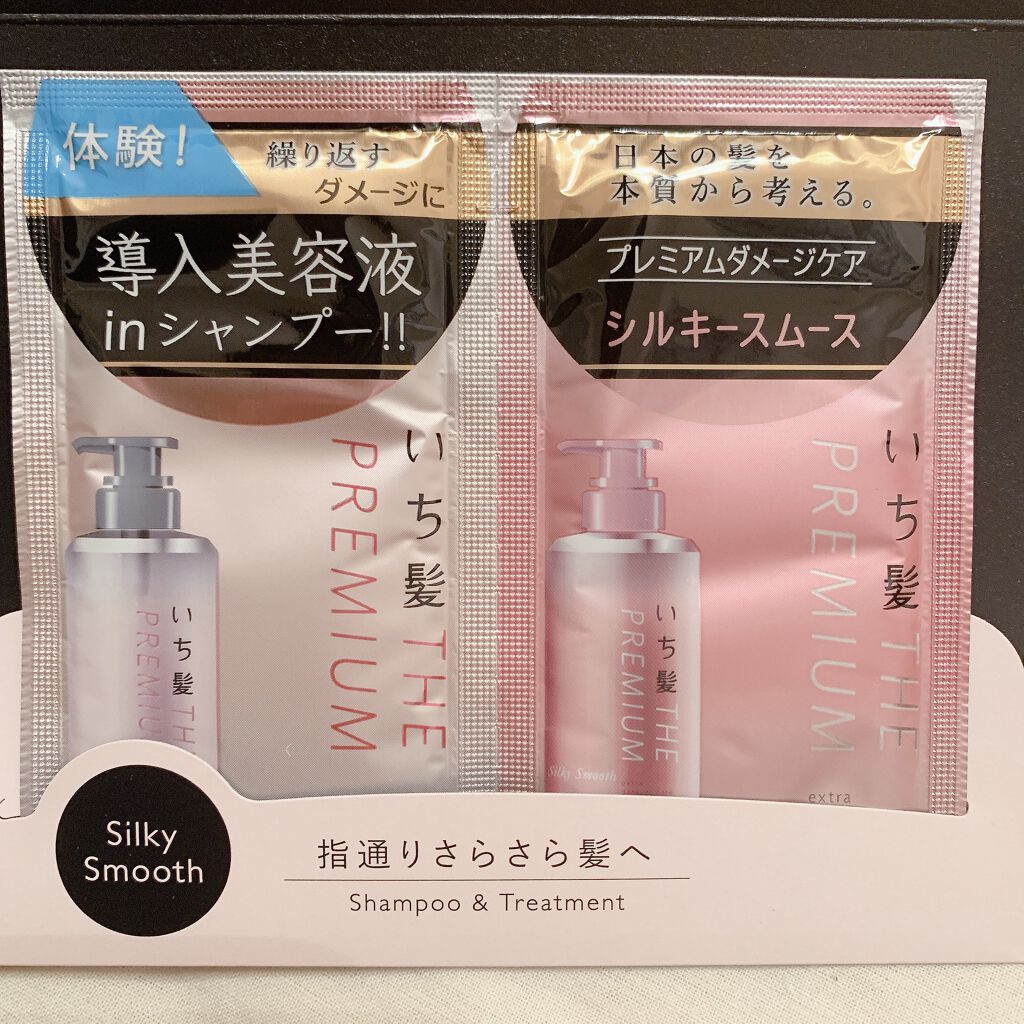 体験!
繰り返す
ダメージに
導入美容液
inシャンプー!!
いち髪 THE
PREMIUM
いち髪 THE
PREMIUM
日本の髪を
本質から考える。
プレミアムダメージケア
シルキースムース
いち髪 THE
PREMIUM
extra
いち髪 THE
PREMIUM
Silky Smooth
Silky
Smooth
指通りさらさら髪へ
Shampoo & Treatment